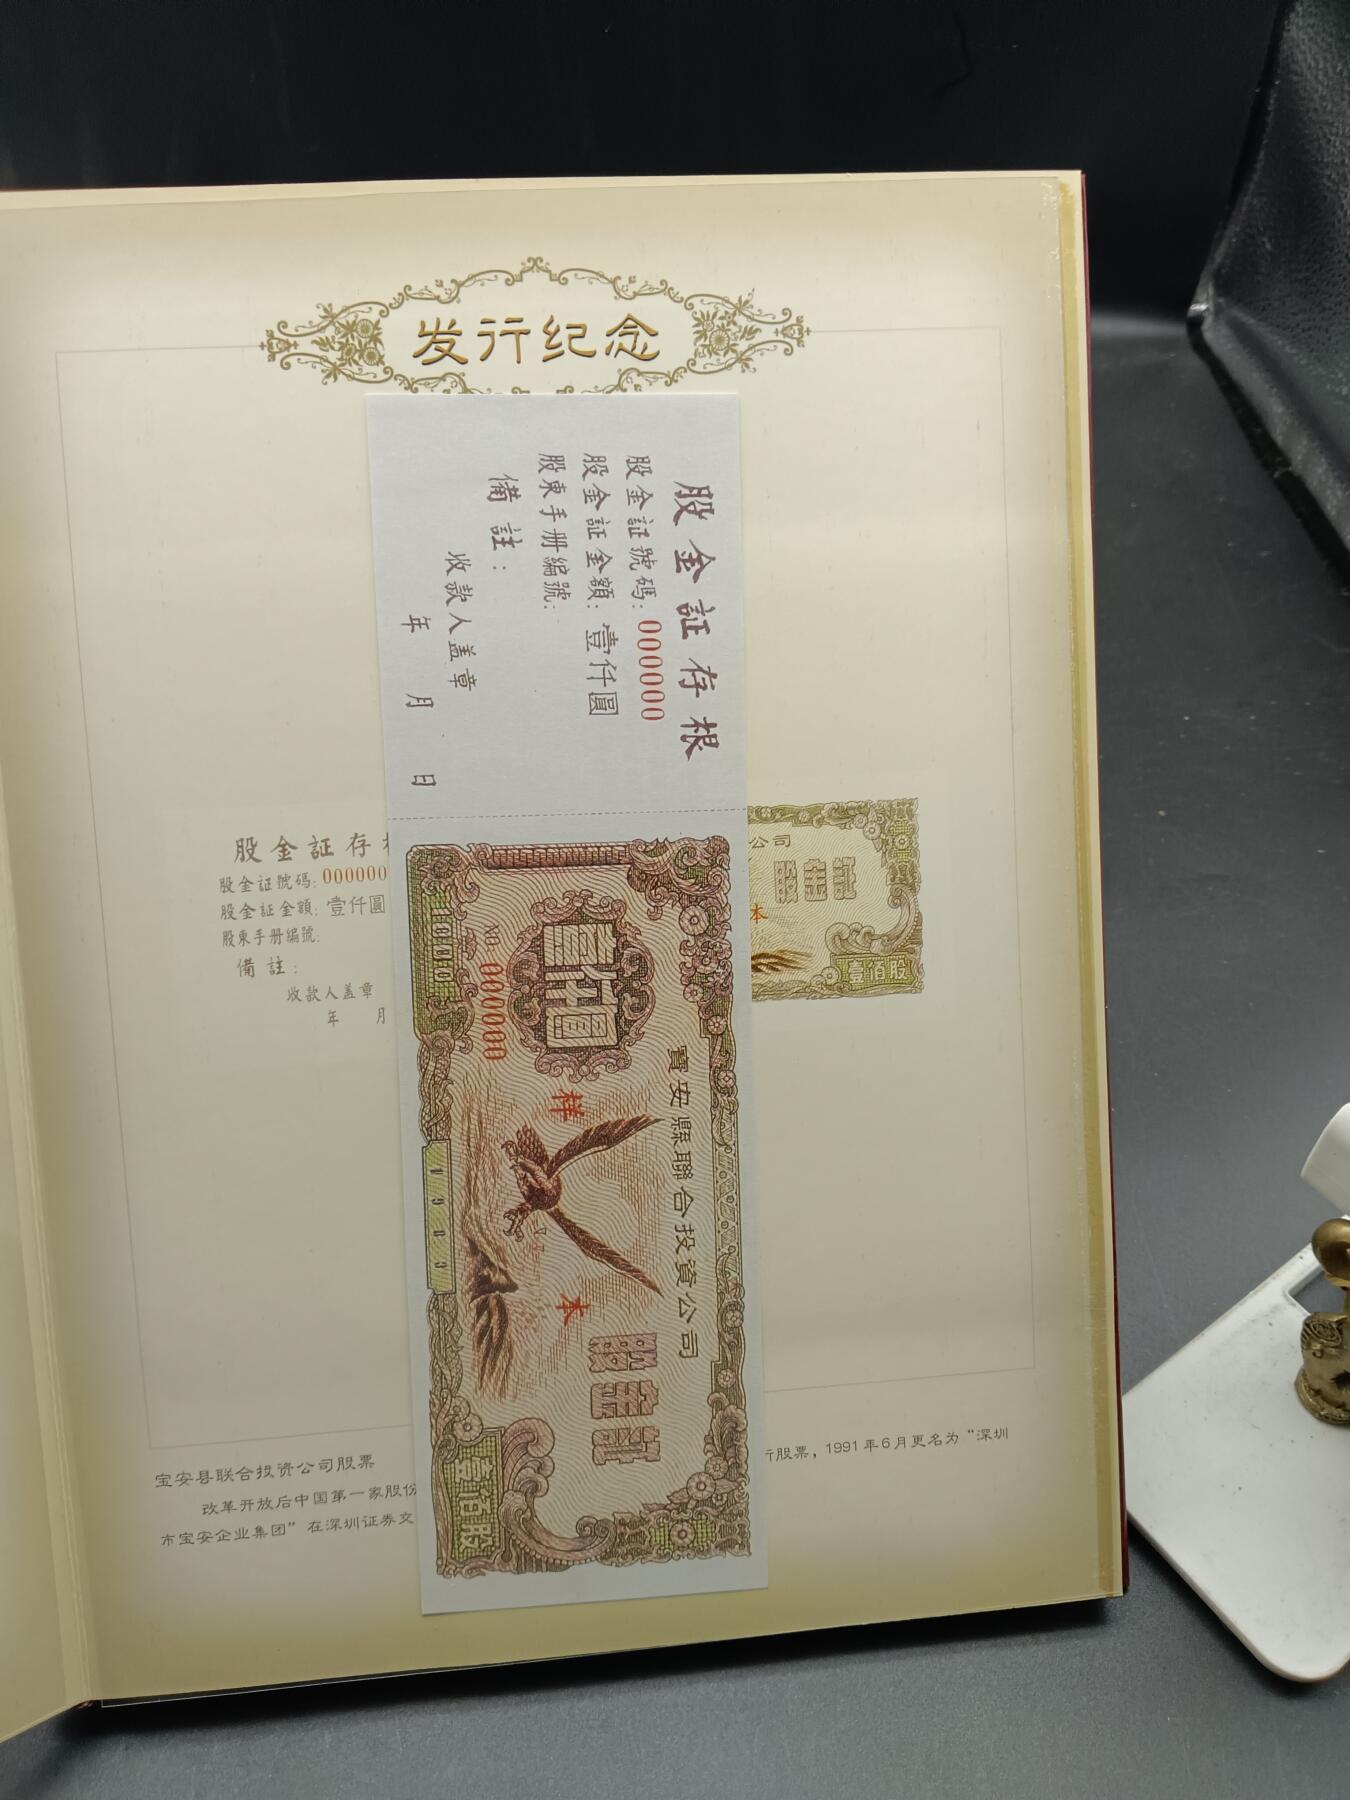 发行纪念
股金証存根
股金証號碼:000000
股金証金額:壹仟圓
股東手册編號:
備註:
收款人盖章
年 月 日
1000
No 000000
壹仟圓
寳安縣聯合投資公司
样本
股金証
1983
壹佰股
股金証存
股金証號碼:000000
股金証金額:壹仟圓
股東手册編號:
備註:
收款人盖章
年 月
公司
股金証
本
壹佰股
宝安县联合投资公司股票
改革开放后中国第一家股份
行股票，1991年6月更名为“深圳
市宝安企业集团”在深圳证券交